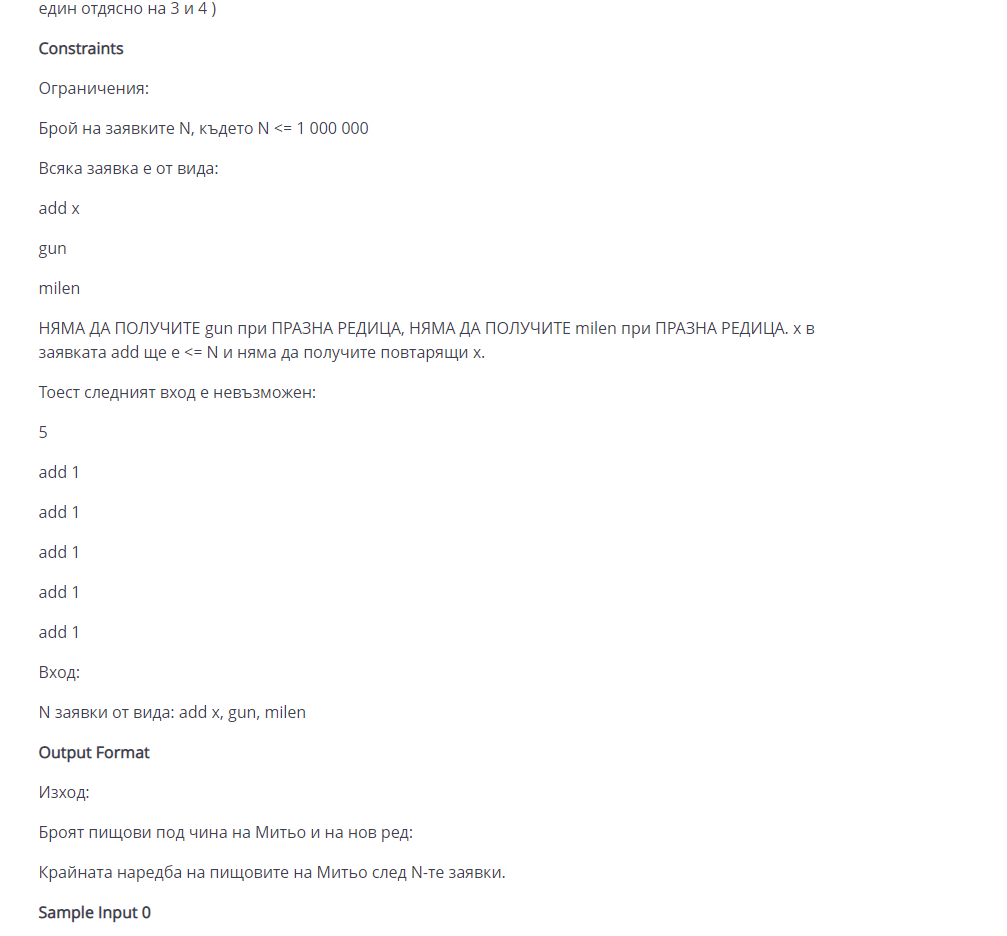 един отдясно на 3 и 4 )
Constraints
Ограничения:
Брой на заявките N, където N <= 1 000 000
Всяка заявка е от вида:
add x
gun
milen
НЯМА ДА ПОЛУЧИТЕ gun при ПРАЗНА РЕДИЦА, НЯМА ДА ПОЛУЧИТЕ milen при ПРАЗНА РЕДИЦА. x в
заявката add ще е <= N и няма да получите повтарящи x.
Тоест следният вход е невъзможен:
5
add 1
add 1
add 1
add 1
add 1
Вход:
N заявки от вида: add x, gun, milen
Output Format
Изход:
Броят пищови под чина на Митьо и на нов ред:
Крайната наредба на пищовите на Митьо след N-те заявки.
Sample Input 0